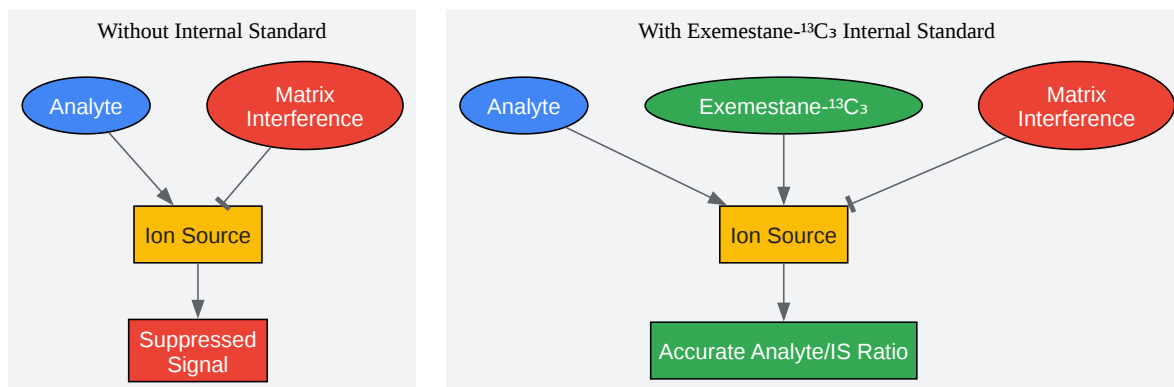 Without Internal Standard
Analyte
Matrix
Interference
Ion Source
Suppressed
Signal
With Exemestane-¹³C₃ Internal Standard
Analyte
Exemestane-¹³C₃
Matrix
Interference
Ion Source
Accurate Analyte/IS Ratio